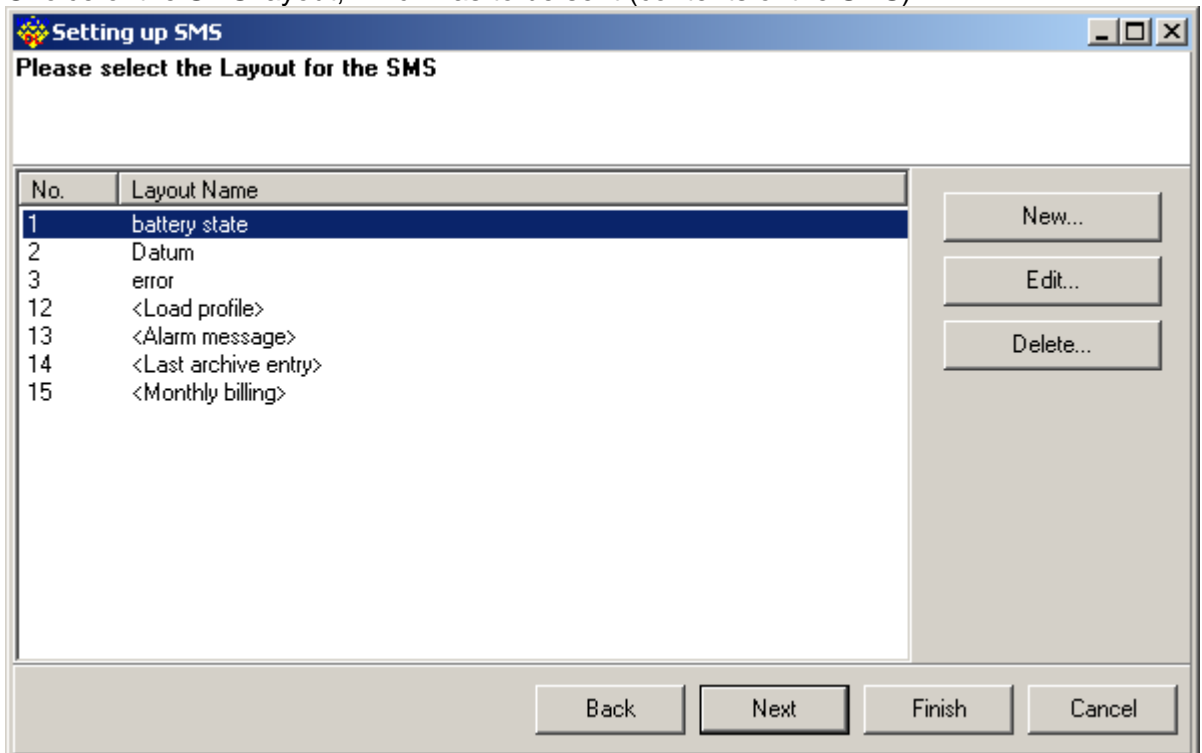 Setting up SMS
Please select the Layout for the SMS
No. Layout Name
1 battery state
2 Datum
3 error
12 <Load profile>
13 <Alarm message>
14 <Last archive entry>
15 <Monthly billing>
New...
Edit...
Delete...
Back Next Finish Cancel